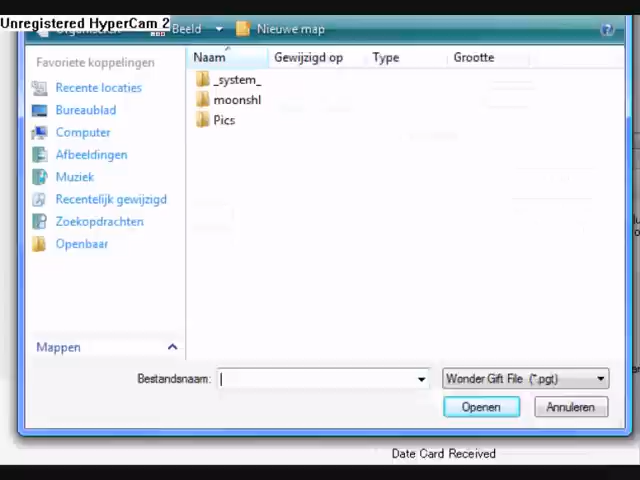 Unregistered HyperCam 2
Organiseren Beeld Nieuwe map
Favoriete koppelingen
Recente locaties
Bureaublad
Computer
Afbeeldingen
Muziek
Recentelijk gewijzigd
Zoekopdrachten
Openbaar
Mappen
Naam Gewijzigd op Type Grootte
_system_
moonshl
Pics
Bestandsnaam: Wonder Gift File (*.pgt)
Openen Annuleren
Date Card Received